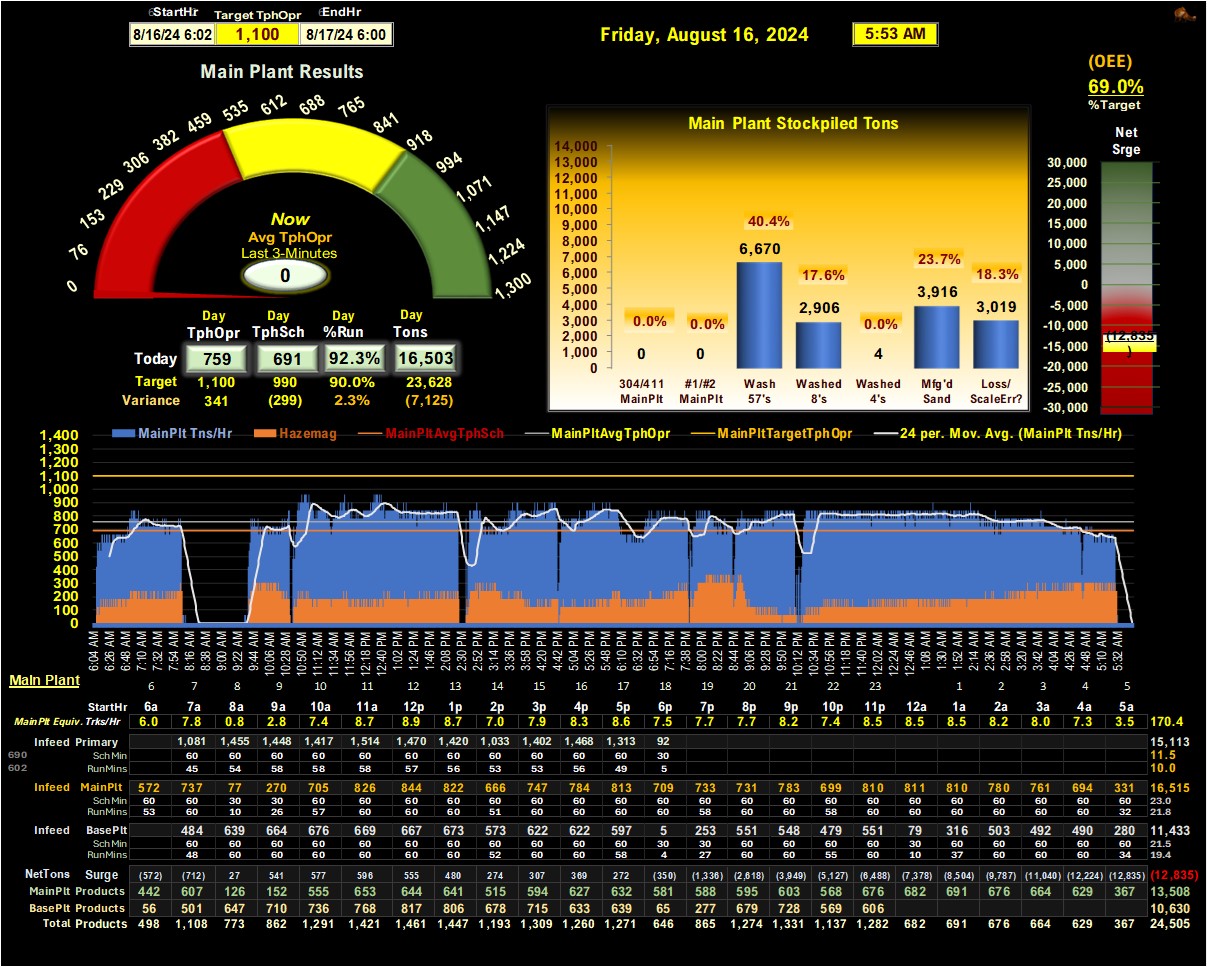 StartHr Target TphOpr EndHr
8/16/24 6:02 1,100 8/17/24 6:00
Friday, August 16, 2024 5:53 AM
(OEE)
69.0%
%Target
Main Plant Results
0 76 153 229 306 382 459 535 612 688 765 841 918 994 1,071 1,147 1,224 1,300
Now
Avg TphOpr
Last 3-Minutes
0
Day Day Day Day
TphOpr TphSch %Run Tons
Today 759 691 92.3% 16,503
Target 1,100 990 90.0% 23,628
Variance 341 (299) 2.3% (7,125)
Main Plant Stockpiled Tons
14,000
13,000
12,000
11,000
10,000
9,000
8,000
7,000
6,000
5,000
4,000
3,000
2,000
1,000
0
0.0% 0.0% 40.4% 17.6% 0.0% 23.7% 18.3%
0 0 6,670 2,906 4 3,916 3,019
304/411 #1/#2 Wash Washed Washed Mfg'd Loss/
MainPlt MainPlt 57's 8's 4's Sand ScaleErr?
Net
Srge
30,000
25,000
20,000
15,000
10,000
5,000
0
-5,000
-10,000
-15,000
-20,000
-25,000
-30,000
(12,835
)
MainPlt Tns/Hr Hazemag MainPltAvgTphSch MainPltAvgTphOpr MainPltTargetTphOpr 24 per. Mov. Avg. (MainPlt Tns/Hr)
1,400
1,300
1,200
1,100
1,000
900
800
700
600
500
400
300
200
100
0
6:04 AM 6:26 AM 6:48 AM 7:10 AM 7:32 AM 7:54 AM 8:16 AM 8:38 AM 9:00 AM 9:22 AM 9:44 AM 10:06 AM 10:28 AM 10:50 AM 11:12 AM 11:34 AM 11:56 AM 12:18 PM 12:40 PM 1:02 PM 1:24 PM 1:46 PM 2:08 PM 2:30 PM 2:52 PM 3:14 PM 3:36 PM 3:58 PM 4:20 PM 4:42 PM 5:04 PM 5:26 PM 5:48 PM 6:10 PM 6:32 PM 6:54 PM 7:16 PM 7:38 PM 8:00 PM 8:22 PM 8:44 PM 9:06 PM 9:28 PM 9:50 PM 10:12 PM 10:34 PM 10:56 PM 11:18 PM 11:40 PM 12:02 AM 12:24 AM 12:46 AM 1:08 AM 1:30 AM 1:52 AM 2:14 AM 2:36 AM 2:58 AM 3:20 AM 3:42 AM 4:04 AM 4:26 AM 4:48 AM 5:10 AM 5:32 AM
Main Plant
6 7 8 9 10 11 12 13 14 15 16 17 18 19 20 21 22 23 1 2 3 4 5
StartHr 6a 7a 8a 9a 10a 11a 12p 1p 2p 3p 4p 5p 6p 7p 8p 9p 10p 11p 12a 1a 2a 3a 4a 5a
MainPlt Equiv. Trks/Hr 6.0 7.8 0.8 2.8 7.4 8.7 8.9 8.7 7.0 7.9 8.3 8.6 7.5 7.7 7.7 8.2 7.4 8.5 8.5 8.5 8.2 8.0 7.3 3.5 170.4
Infeed Primary 1,081 1,455 1,448 1,417 1,514 1,470 1,420 1,033 1,402 1,468 1,313 92 15,113
690 Sch Min 60 60 60 60 60 60 60 60 60 60 60 30 11.5
602 RunMins 45 54 58 58 58 57 56 53 53 56 49 5 10.0
Infeed MainPlt 572 737 77 270 705 826 844 822 666 747 784 813 709 733 731 783 699 810 811 810 780 761 694 331 16,515
Sch Min 60 60 30 30 60 60 60 60 60 60 60 60 60 60 60 60 60 60 60 60 60 60 60 60 23.0
RunMins 53 60 10 26 57 60 60 60 51 60 60 60 60 58 60 60 58 60 60 60 60 60 60 32 21.8
Infeed BasePlt 484 639 664 676 669 667 673 573 622 622 597 5 253 551 548 479 551 79 316 503 492 490 280 11,433
Sch Min 60 60 60 60 60 60 60 60 60 60 60 30 30 60 60 60 60 30 60 60 60 60 60 21.5
RunMins 48 60 60 60 60 60 60 52 60 60 58 4 27 60 60 55 60 10 37 60 60 60 34 19.4
NetTons Surge (572) (712) 27 541 577 596 555 480 274 307 369 272 (350) (1,336) (2,618) (3,949) (5,127) (6,488) (7,378) (8,504) (9,787) (11,040) (12,224) (12,835) (12,835)
MainPlt Products 442 607 126 152 555 653 644 641 515 594 627 632 581 588 595 603 568 676 682 691 676 664 629 367 13,508
BasePlt Products 56 501 647 710 736 768 817 806 678 715 633 639 65 277 679 728 569 606 10,630
Total Products 498 1,108 773 862 1,291 1,421 1,461 1,447 1,193 1,309 1,260 1,271 646 865 1,274 1,331 1,137 1,282 682 691 676 664 629 367 24,505